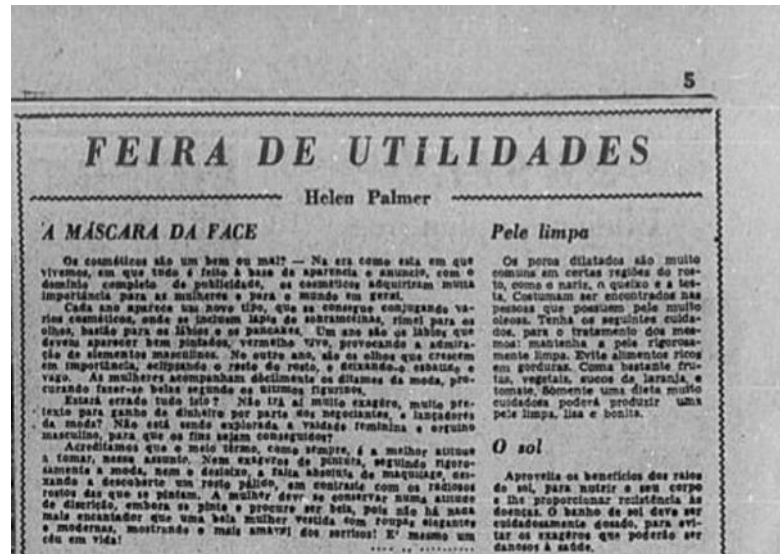 5
FEIRA DE UTILIDADES
Helen Palmer
A MÁSCARA DA FACE
Os cosméticos são um bem ou mal? — Na era como esta em que
vivemos, em que tudo é feito à base de aparencia e anuncio, com o
dominio completo de publicidade, os cosméticos adquiriram muita
importância para as mulheres e para o mundo em geral.
Cada ano aparece um novo tipo, que se consegue conjugando va-
rios cosméticos, onde se incluem lápis de sobrancelhas, rimel para os
olhos, bastão para os lábios e os pancakes. Um ano são os lábios que
devem aparecer bem pintados, vermelho vivo, provocando a admira-
ção de elementos masculinos. No outro ano, são os olhos que crescem
em importância, eclipsando o resto do rosto, e deixando-o esbatido e
vago. As mulheres acompanham dòcilmente os ditames da moda, pro-
curando fazer-se belas segundo os últimos figurinos.
Estará errado tudo isto? Não há aí muito exagêro, muito pre-
texto para ganho de dinheiro por parte dos negociantes, e lançadores
da moda? Não está sendo explorada a vaidade feminina e orgulho
masculino, para que os fins sejam conseguidos?
Acreditamos que o meio têrmo, como sempre, é a melhor atitude
a tomar, nesse assunto. Nem exageros de pintura, seguindo rigoro-
samente a moda, nem o desleixo, a falta absoluta de maquilage, dei-
xando a descoberto um rosto pálido, em contraste com os radiosos
rostos das que se pintam. A mulher deve se conservar numa atitude
de discrição, embora se pinte e procure ser bela, pois não há nada
mais encantador que uma bela mulher vestida com roupas elegantes
e modernas, mostrando o mais amável dos sorrisos! E' mesmo um
céu em vida!
Pele limpa
Os poros dilatados são muito
comuns em certas regiões do ros-
to, como o nariz, o queixo e a tes-
ta. Costumam ser encontrados nas
pessoas que possuem pele muito
oleosa. Tenha os seguintes cuida-
dos, para o tratamento dos mes-
mos: mantenha a pele rigorosa-
mente limpa. Evite alimentos ricos
em gorduras. Coma bastante fru-
tas, vegetais, sucos de laranja e
tomate. Sòmente uma dieta muito
cuidadosa poderá produzir uma
pele limpa, lisa e bonita.
O sol
Aproveite os benefícios dos raios
do sol, para nutrir o seu corpo
e lhe proporcionar resistência às
doenças. O banho de sol deve ser
cuidadosamente dosado, para evi-
tar os exagêros que poderão ser
danosos à saúde.